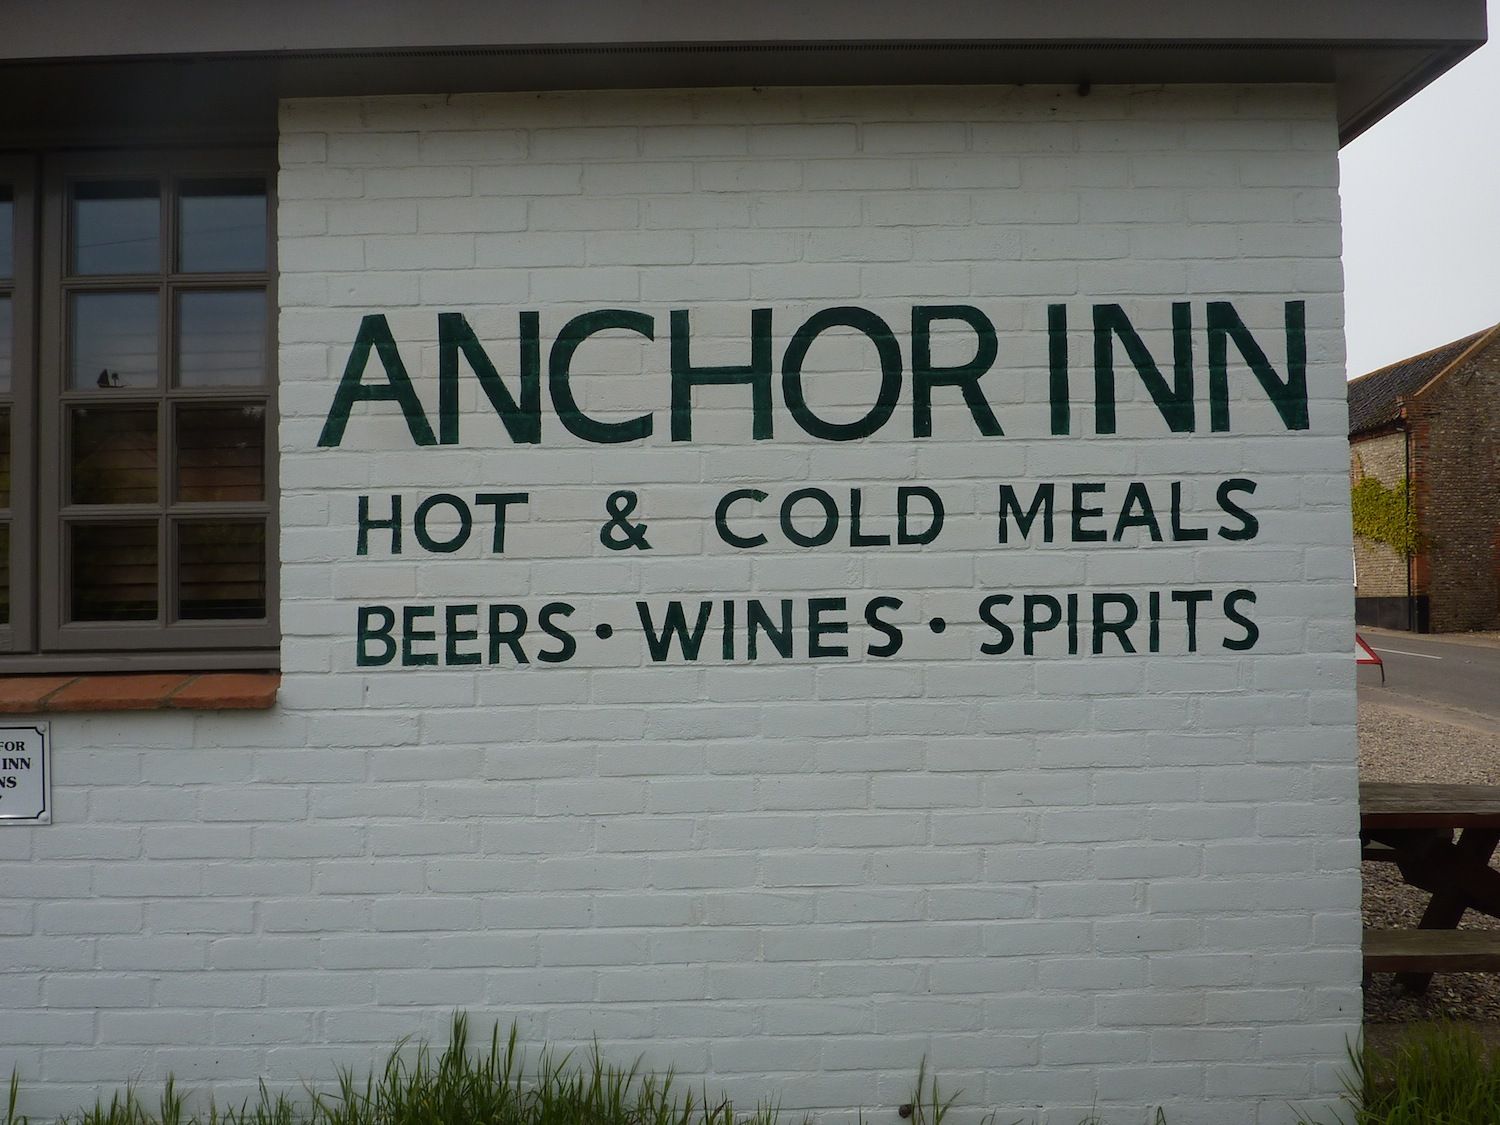 ANCHOR INN
HOT & COLD MEALS
BEERS · WINES · SPIRITS
FOR
INN